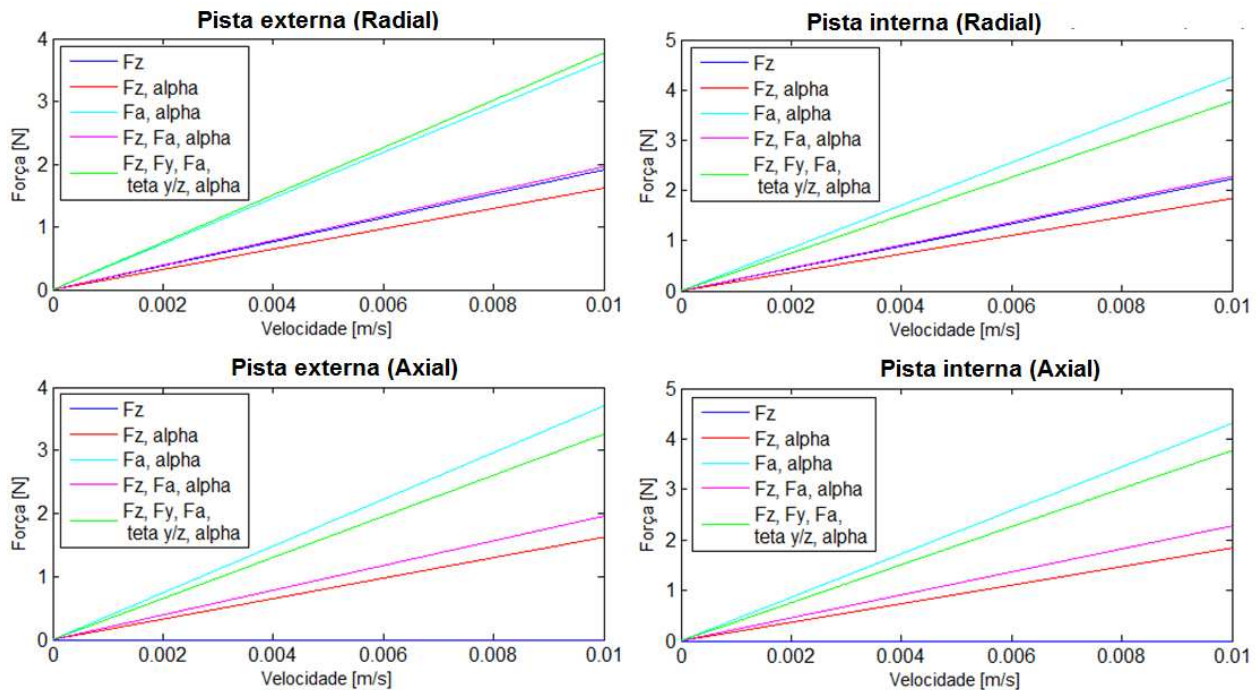 Pista externa (Radial)
Força [N]
4
3
2
1
0
Fz
Fz, alpha
Fa, alpha
Fz, Fa, alpha
Fz, Fy, Fa,
teta y/z, alpha
0 0.002 0.004 0.006 0.008 0.01
Velocidade [m/s]
Pista interna (Radial)
Força [N]
5
4
3
2
1
0
Fz
Fz, alpha
Fa, alpha
Fz, Fa, alpha
Fz, Fy, Fa,
teta y/z, alpha
0 0.002 0.004 0.006 0.008 0.01
Velocidade [m/s]
Pista externa (Axial)
Força [N]
4
3
2
1
0
Fz
Fz, alpha
Fa, alpha
Fz, Fa, alpha
Fz, Fy, Fa,
teta y/z, alpha
0 0.002 0.004 0.006 0.008 0.01
Velocidade [m/s]
Pista interna (Axial)
Força [N]
5
4
3
2
1
0
Fz
Fz, alpha
Fa, alpha
Fz, Fa, alpha
Fz, Fy, Fa,
teta y/z, alpha
0 0.002 0.004 0.006 0.008 0.01
Velocidade [m/s]